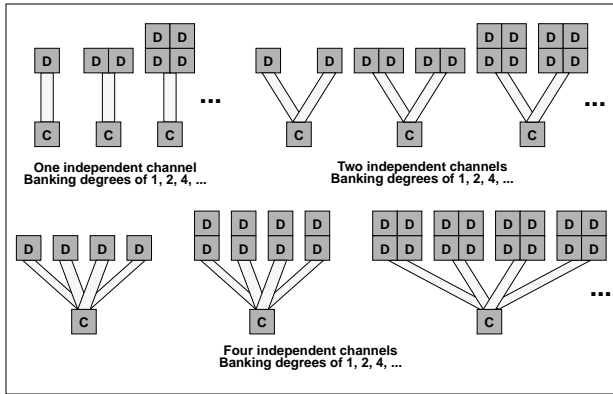 D D
D D D D D
...
C C C
One independent channel
Banking degrees of 1, 2, 4, ...
D D D D
D D D D D D D D D D
...
C C C
Two independent channels
Banking degrees of 1, 2, 4, ...
D D D D D D D D D D D D
D D D D D D D D D D D D D D D D
...
C C C
Four independent channels
Banking degrees of 1, 2, 4, ...